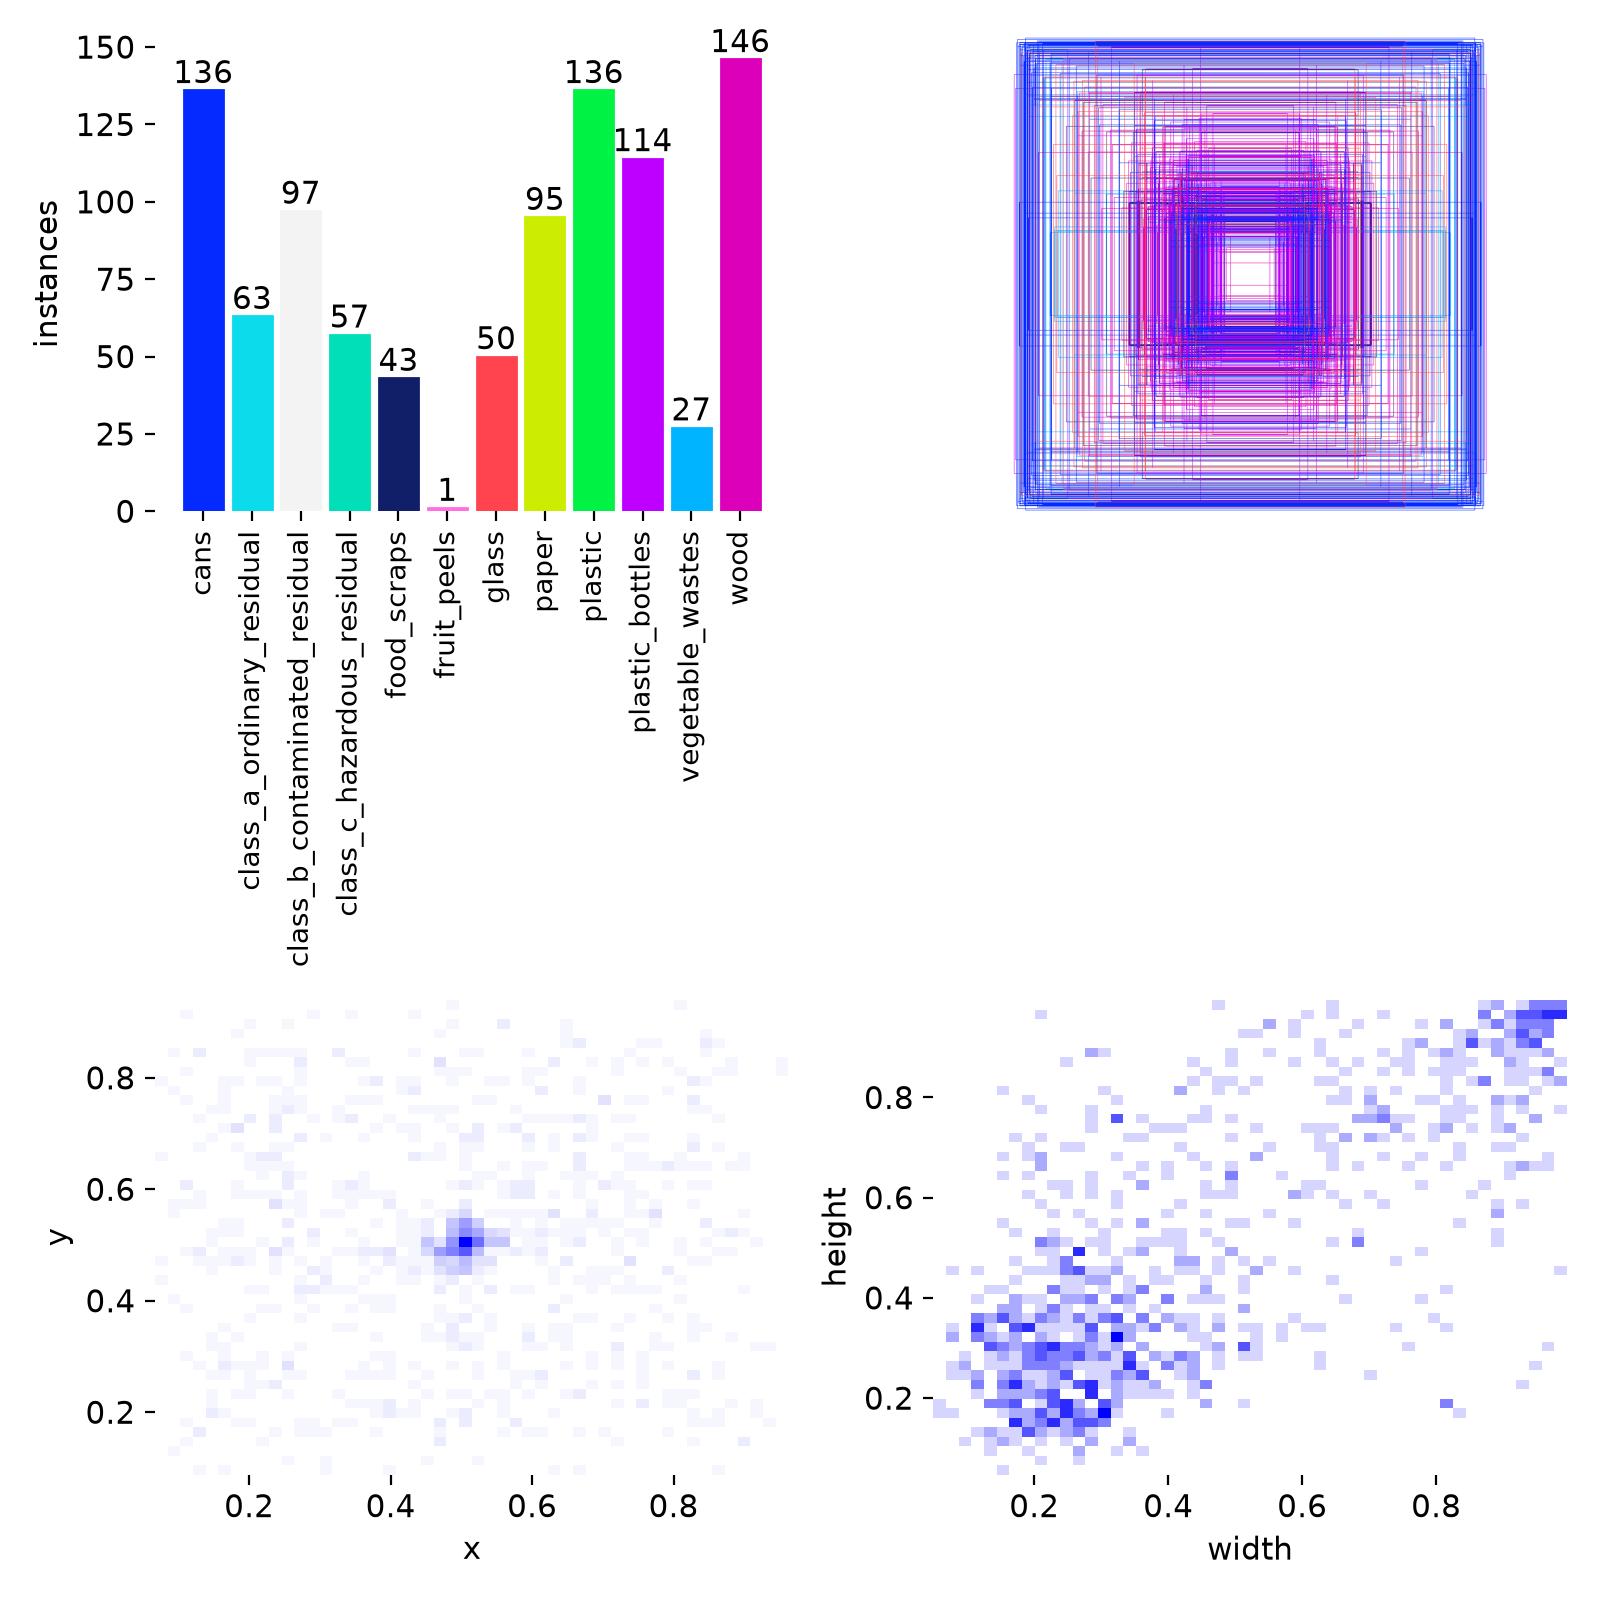 instances
150
125
100
75
50
25
0
136
63
97
57
43
1
50
95
136
114
27
146
cans
class_a_ordinary_residual
class_b_contaminated_residual
class_c_hazardous_residual
food_scraps
fruit_peels
glass
paper
plastic
plastic_bottles
vegetable_wastes
wood
y
0.8
0.6
0.4
0.2
0.2
0.4
0.6
0.8
x
height
0.8
0.6
0.4
0.2
0.2
0.4
0.6
0.8
width